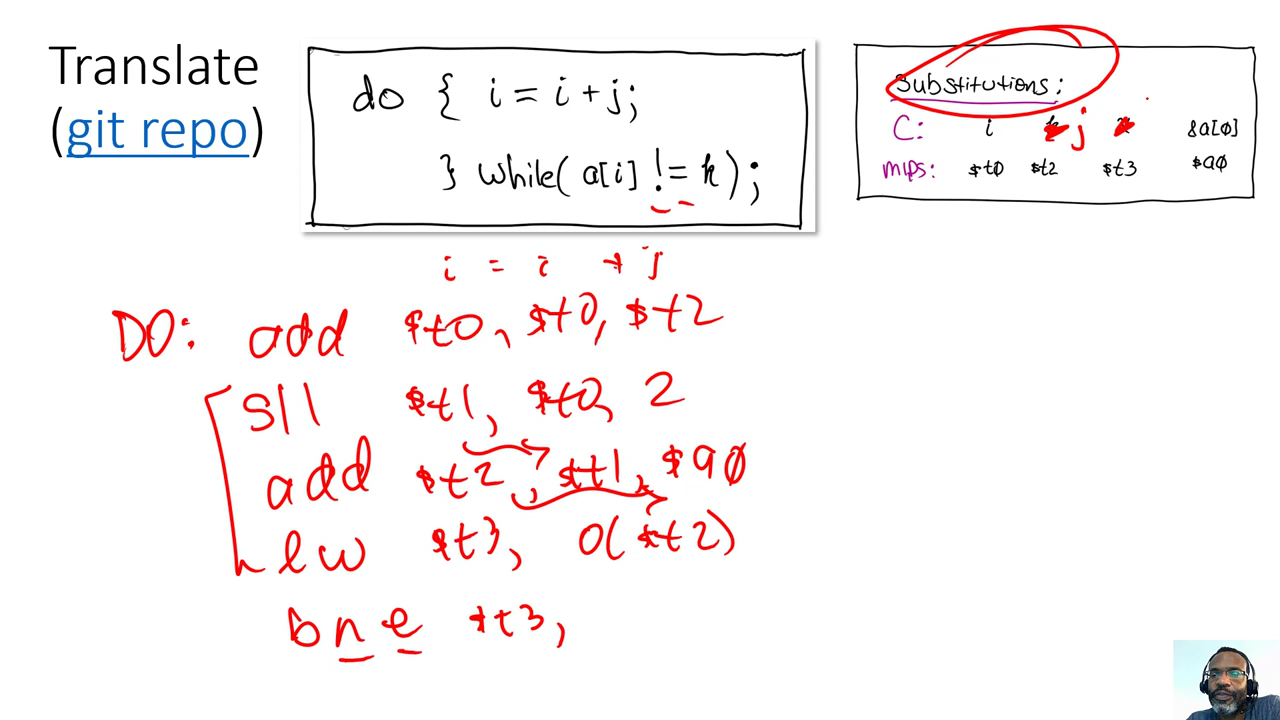 Translate
(git repo)
do { i = i + j;
} while( a[i] != k);
Substitutions:
C: i j &a[0]
mips: $t0 $t2 $t3 $a0
i = i + j
DO: add $t0, $t0, $t2
sll $t1, $t0, 2
add $t2, $t1, $a0
lw $t3, 0($t2)
bne $t3,